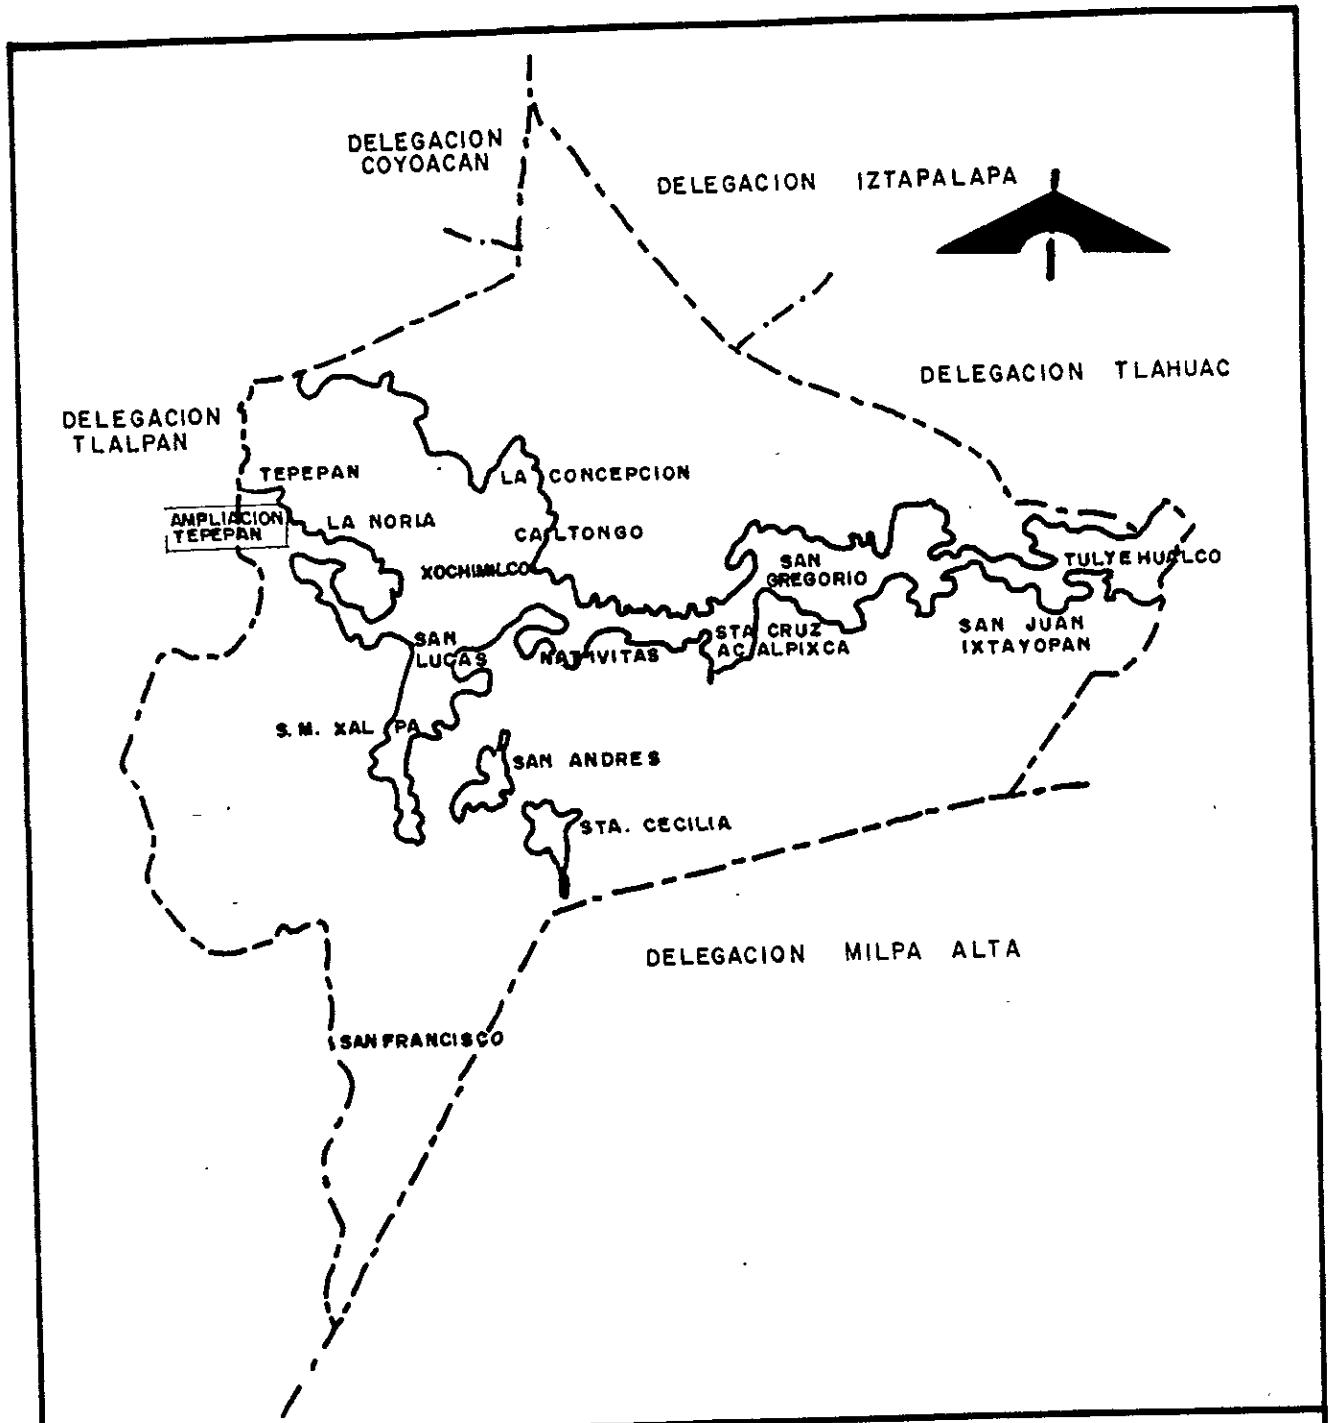 DELEGACION
COYOACAN
DELEGACION IZTAPALAPA
DELEGACION TLAHUAC
DELEGACION
TLALPAN
TEPEPAN
LA CONCEPCION
AMPLIACION
TEPEPAN
LA NORIA
CALTONGO
XOCHIMILCO
SAN
GREGORIO
TULYEHUALCO
SAN
LUCAS
NATIVITAS
STA CRUZ
ACALPIXCA
SAN JUAN
IXTAYOPAN
S. M. XALPA
SAN ANDRES
STA. CECILIA
DELEGACION MILPA ALTA
SAN FRANCISCO